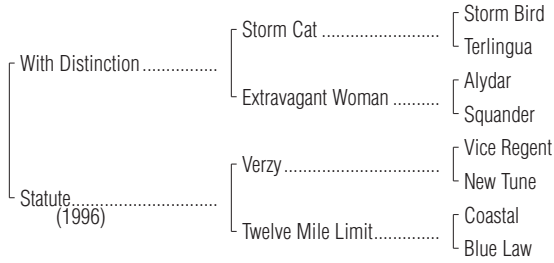 Storm Bird
Storm Cat ......................
Terlingua
With Distinction..............
Alydar
Extravagant Woman .........
Squander
Vice Regent
Verzy ..............................
New Tune
Statute...........................
(1996)
Coastal
Twelve Mile Limit.............
Blue Law